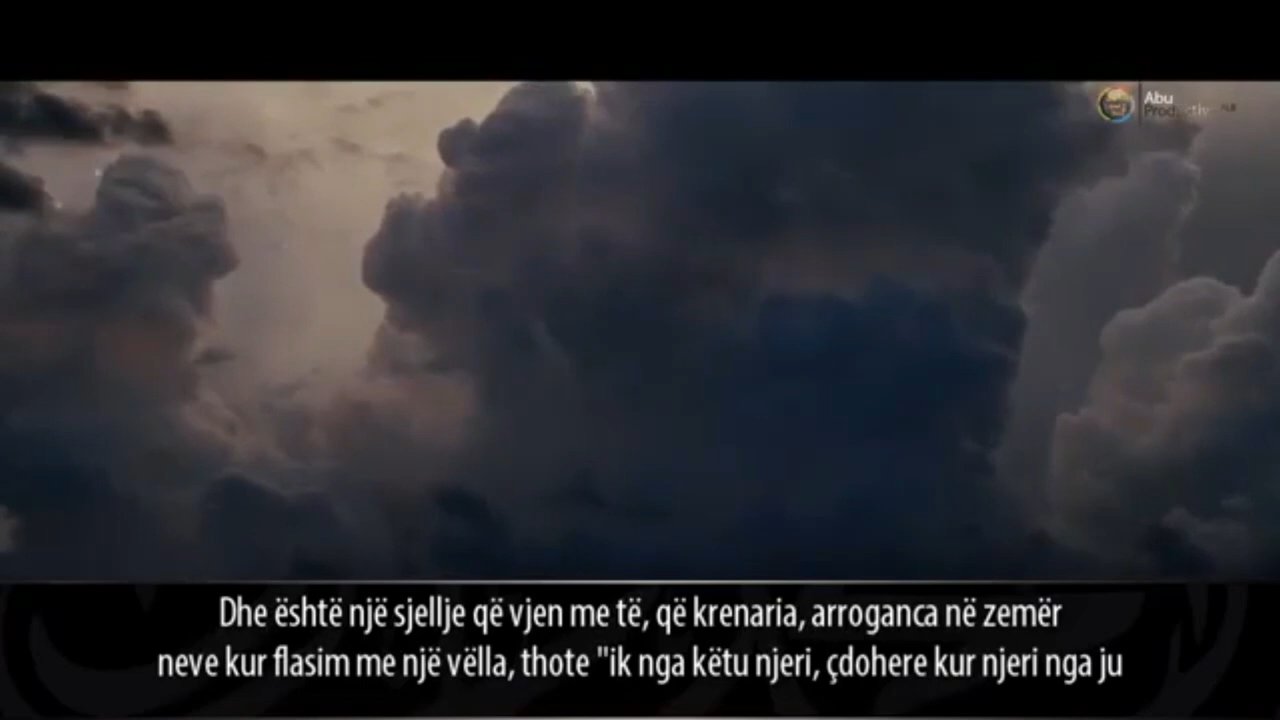 Abu
Dhe është një sjellje që vjen me të, që krenaria, arroganca në zemër
neve kur flasim me një vëlla, thote "ik nga këtu njeri, çdohere kur njeri nga ju